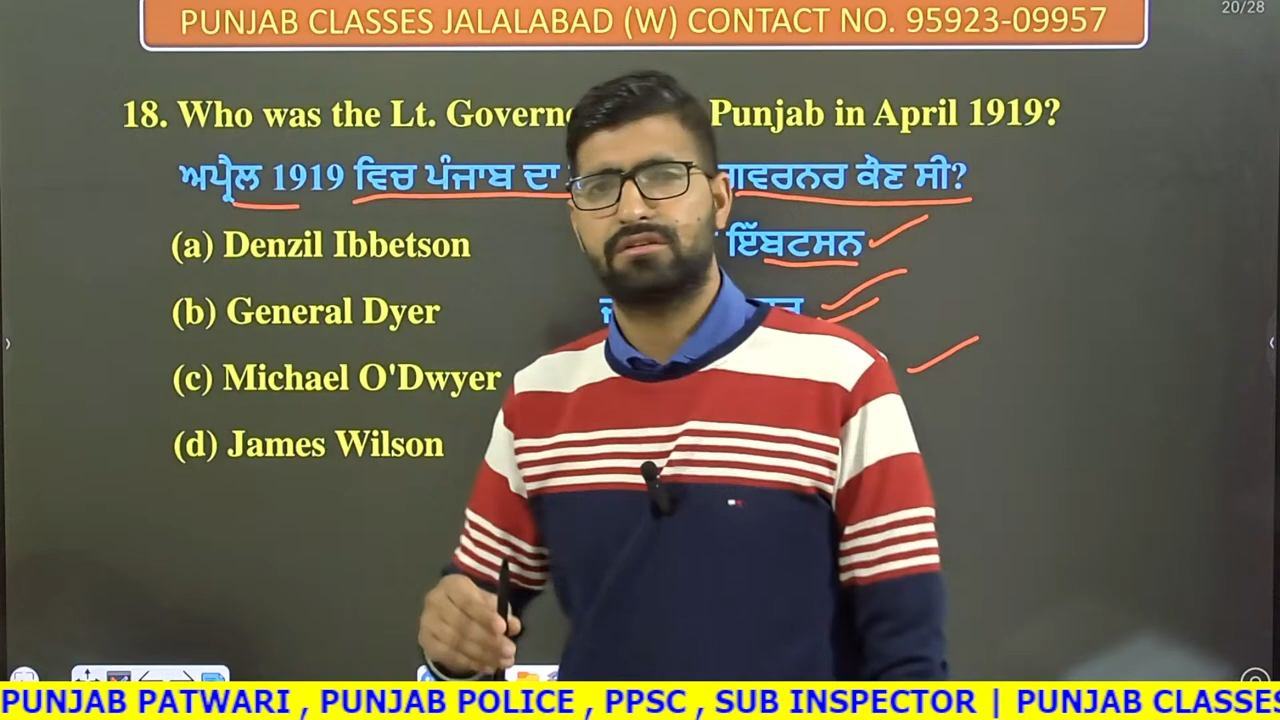 PUNJAB CLASSES JALALABAD (W) CONTACT NO. 95923-09957
20/28
18. Who was the Lt. Govern Punjab in April 1919?
ਅਪ੍ਰੈਲ 1919 ਵਿਚ ਪੰਜਾਬ ਦਾ ਗਵਰਨਰ ਕੌਣ ਸੀ?
(a) Denzil Ibbetson ਇੱਬਟਸਨ
(b) General Dyer
(c) Michael O'Dwyer
(d) James Wilson
PUNJAB PATWARI , PUNJAB POLICE , PPSC , SUB INSPECTOR | PUNJAB CLASSES